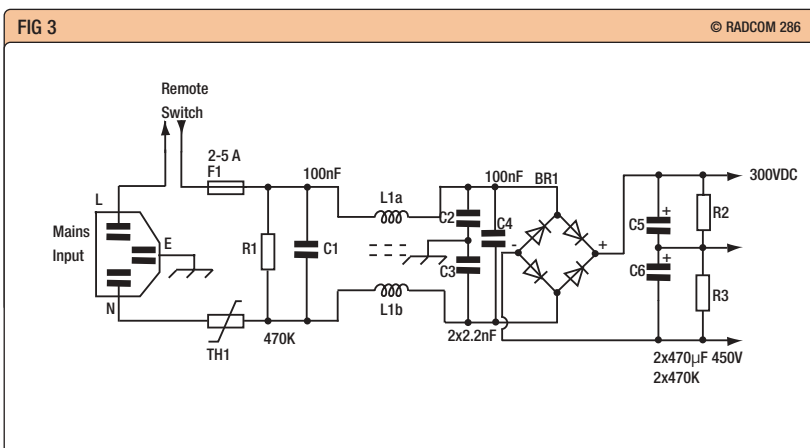 FIG 3
© RADCOM 286
Remote
Switch
2-5 A
F1
100nF
L1a
100nF
BR1
300VDC
L
Mains
Input
E
N
R1
C1
C2
C3
C4
-
+
+
C5
+
C6
R2
R3
TH1
470K
L1b
2x2.2nF
2x470µF 450V
2x470K